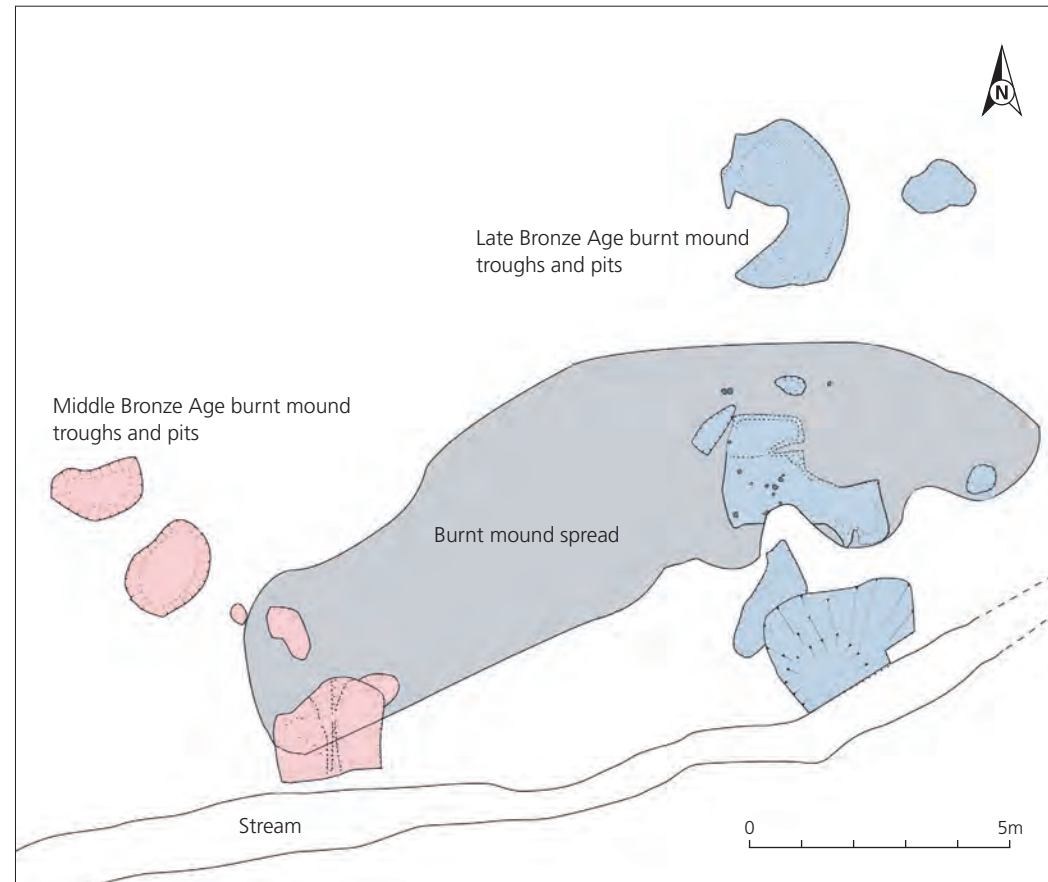 N
Late Bronze Age burnt mound
troughs and pits
Middle Bronze Age burnt mound
troughs and pits
Burnt mound spread
Stream
0 5m